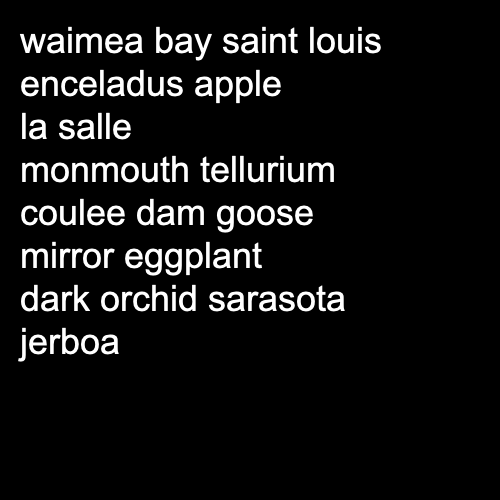 waimea bay saint louis
enceladus apple
la salle
monmouth tellurium
coulee dam goose
mirror eggplant
dark orchid sarasota
jerboa